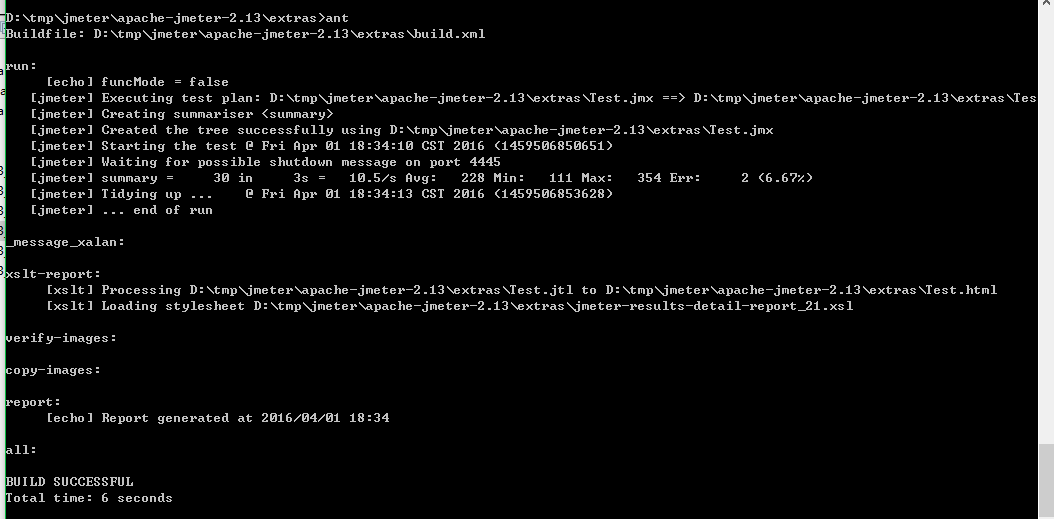 D:\tmp\jmeter\apache-jmeter-2.13\extras>ant
Buildfile: D:\tmp\jmeter\apache-jmeter-2.13\extras\build.xml
run:
[echo] funcMode = false
[jmeter] Executing test plan: D:\tmp\jmeter\apache-jmeter-2.13\extras\Test.jmx ==> D:\tmp\jmeter\apache-jmeter-2.13\extras\Tes
[jmeter] Creating summariser <summary>
[jmeter] Created the tree successfully using D:\tmp\jmeter\apache-jmeter-2.13\extras\Test.jmx
[jmeter] Starting the test @ Fri Apr 01 18:34:10 CST 2016 (1459506850651)
[jmeter] Waiting for possible shutdown message on port 4445
[jmeter] summary =     30 in     3s =   10.5/s Avg:   228 Min:   111 Max:   354 Err:     2 (6.67%)
[jmeter] Tidying up ...    @ Fri Apr 01 18:34:13 CST 2016 (1459506853628)
[jmeter] ... end of run
_message_xalan:
xslt-report:
[xslt] Processing D:\tmp\jmeter\apache-jmeter-2.13\extras\Test.jtl to D:\tmp\jmeter\apache-jmeter-2.13\extras\Test.html
[xslt] Loading stylesheet D:\tmp\jmeter\apache-jmeter-2.13\extras\jmeter-results-detail-report_21.xsl
verify-images:
copy-images:
report:
[echo] Report generated at 2016/04/01 18:34
all:
BUILD SUCCESSFUL
Total time: 6 seconds